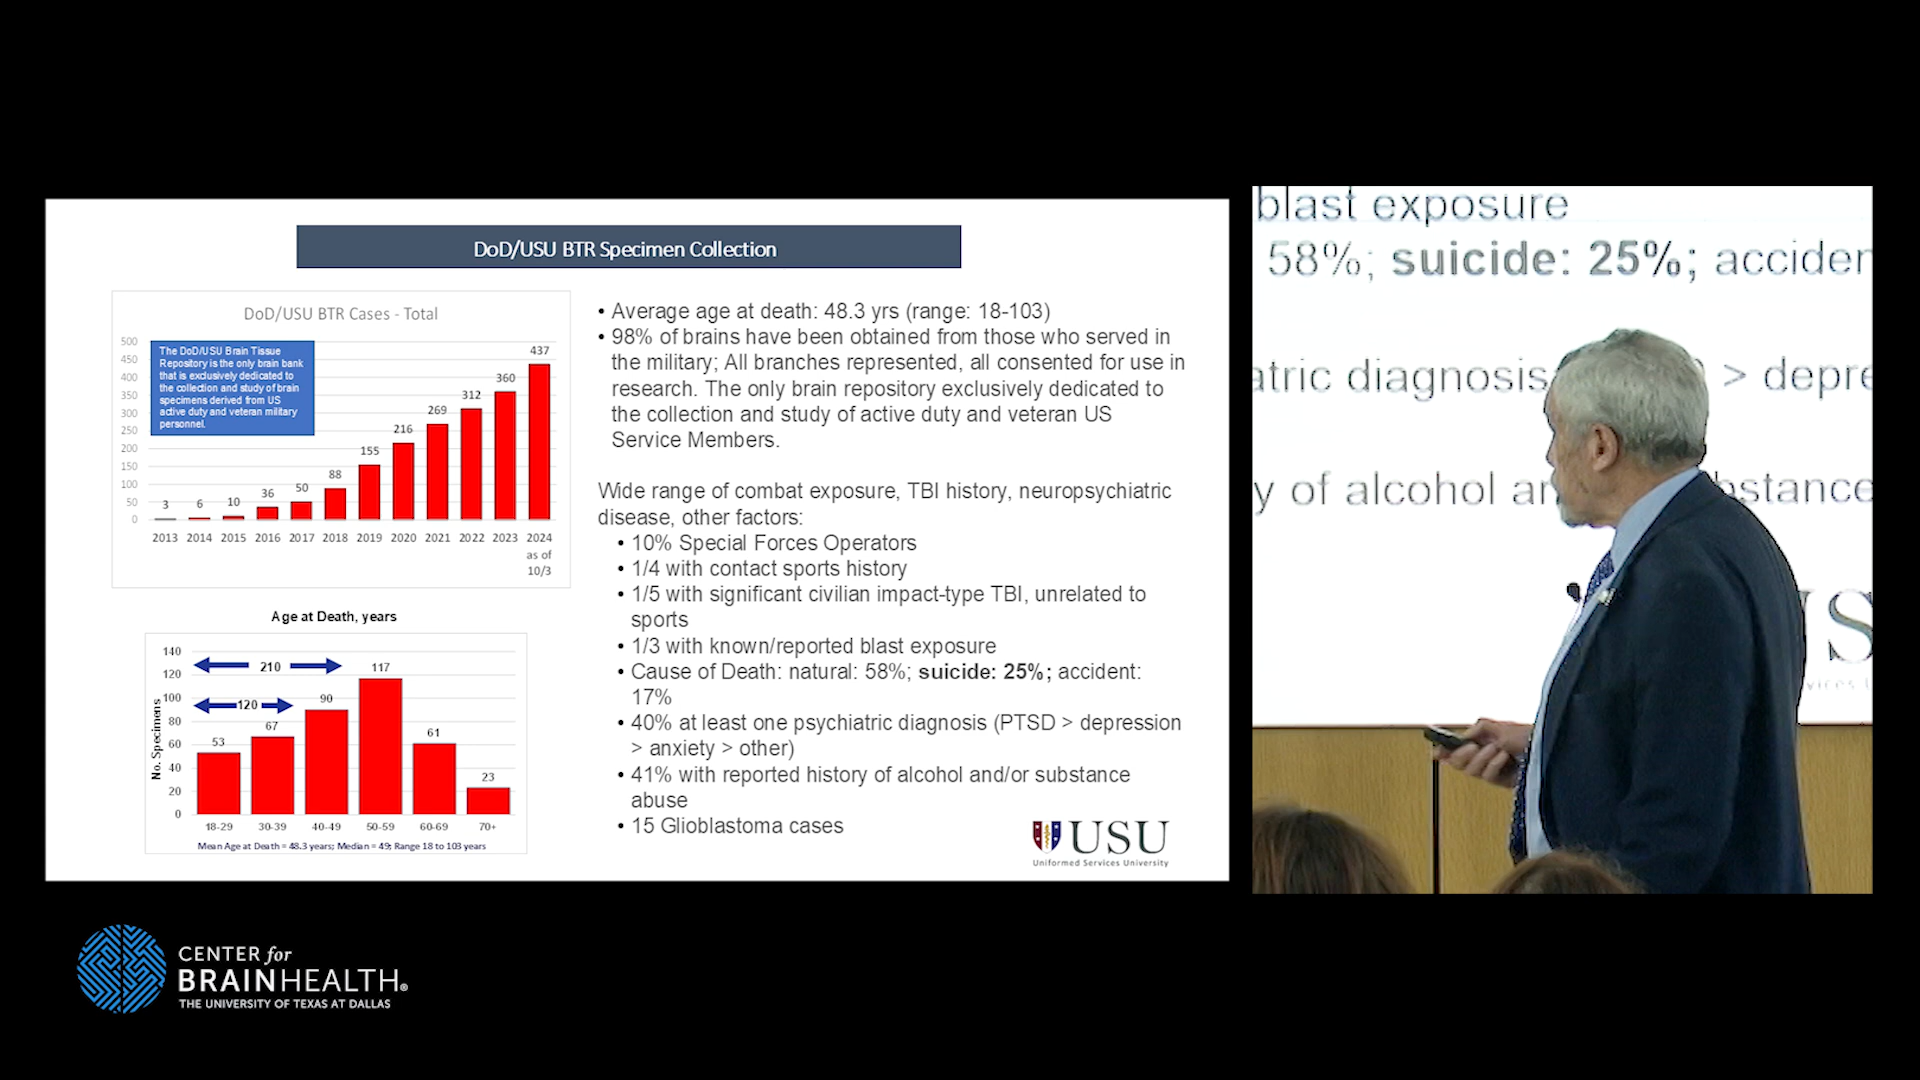 DoD/USU BTR Specimen Collection
DoD/USU BTR Cases - Total
500
450
400
350
300
250
200
150
100
50
0
The DoD/USU Brain Tissue
Repository is the only brain bank
that is exclusively dedicated to
the collection and study of brain
specimens derived from US
active duty and veteran military
personnel.
3
6
10
36
50
88
155
216
269
312
360
437
2013 2014 2015 2016 2017 2018 2019 2020 2021 2022 2023 2024
as of
10/3
Age at Death, years
140
120
100
80
60
40
20
0
No. Specimens
210
120
53
67
90
117
61
23
18-29 30-39 40-49 50-59 60-69 70+
Mean Age at Death = 48.3 years; Median = 49; Range 18 to 103 years
• Average age at death: 48.3 yrs (range: 18-103)
• 98% of brains have been obtained from those who served in
the military; All branches represented, all consented for use in
research. The only brain repository exclusively dedicated to
the collection and study of active duty and veteran US
Service Members.
Wide range of combat exposure, TBI history, neuropsychiatric
disease, other factors:
• 10% Special Forces Operators
• 1/4 with contact sports history
• 1/5 with significant civilian impact-type TBI, unrelated to
sports
• 1/3 with known/reported blast exposure
• Cause of Death: natural: 58%; suicide: 25%; accident:
17%
• 40% at least one psychiatric diagnosis (PTSD > depression
> anxiety > other)
• 41% with reported history of alcohol and/or substance
abuse
• 15 Glioblastoma cases
USU
Uniformed Services University
blast exposure
58%; suicide: 25%; acciden
atric diagnosis > depre
y of alcohol an bstance
S
vices
CENTER for
BRAINHEALTH®
THE UNIVERSITY OF TEXAS AT DALLAS